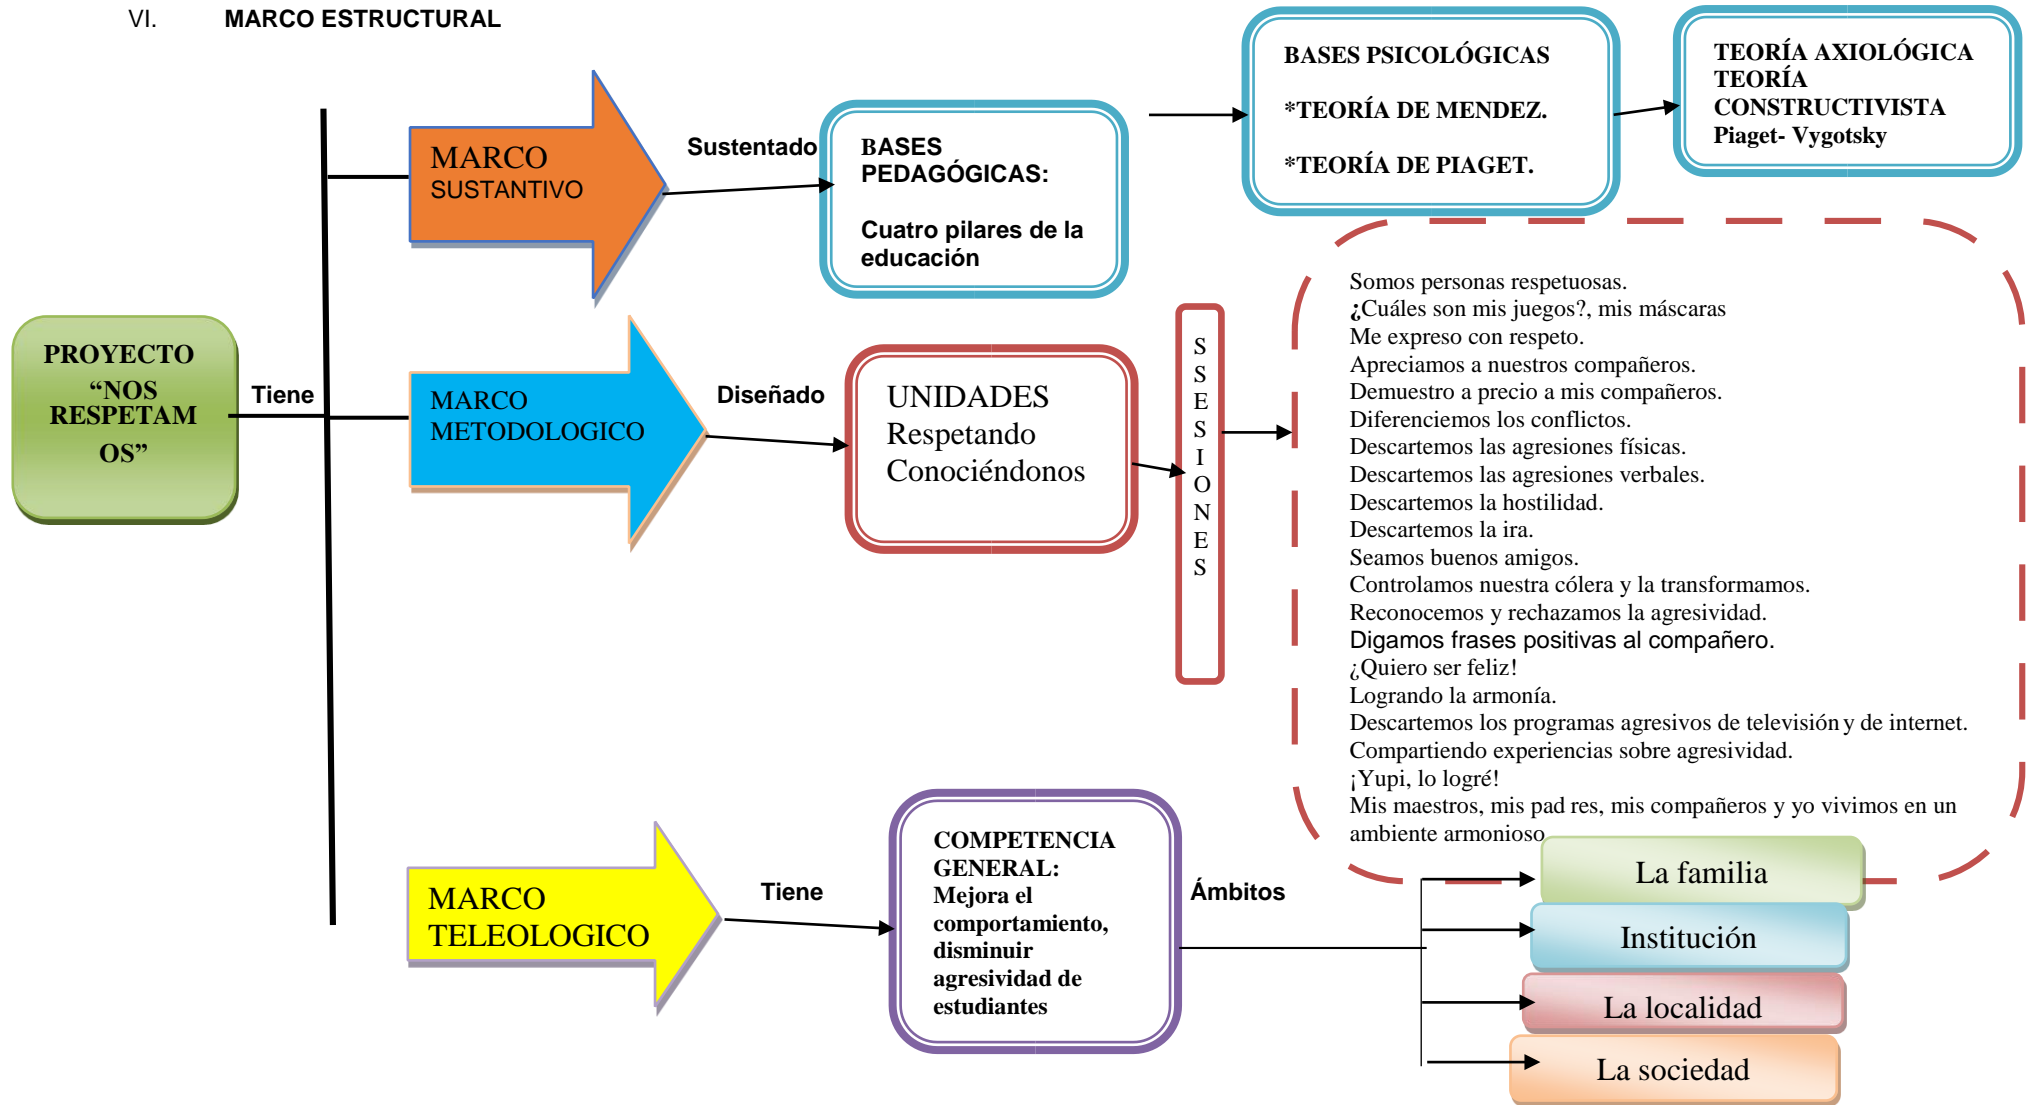 VI. MARCO ESTRUCTURAL
PROYECTO
“NOS
RESPETAM
OS”
Tiene
MARCO
SUSTANTIVO
Sustentado
BASES
PEDAGÓGICAS:
Cuatro pilares de la
educación
BASES PSICOLÓGICAS
*TEORÍA DE MENDEZ.
*TEORÍA DE PIAGET.
TEORÍA AXIOLÓGICA
TEORÍA
CONSTRUCTIVISTA
Piaget- Vygotsky
MARCO
METODOLOGICO
Diseñado
UNIDADES
Respetando
Conociéndonos
S
S
E
S
I
O
N
E
S
Somos personas respetuosas.
¿Cuáles son mis juegos?, mis máscaras
Me expreso con respeto.
Apreciamos a nuestros compañeros.
Demuestro a precio a mis compañeros.
Diferenciemos los conflictos.
Descartemos las agresiones físicas.
Descartemos las agresiones verbales.
Descartemos la hostilidad.
Descartemos la ira.
Seamos buenos amigos.
Controlamos nuestra cólera y la transformamos.
Reconocemos y rechazamos la agresividad.
Digamos frases positivas al compañero.
¿Quiero ser feliz!
Logrando la armonía.
Descartemos los programas agresivos de televisión y de internet.
Compartiendo experiencias sobre agresividad.
¡Yupi, lo logré!
Mis maestros, mis pad res, mis compañeros y yo vivimos en un
ambiente armonioso
MARCO
TELEOLOGICO
Tiene
COMPETENCIA
GENERAL:
Mejora el
comportamiento,
disminuir
agresividad de
estudiantes
Ámbitos
La familia
Institución
La localidad
La sociedad